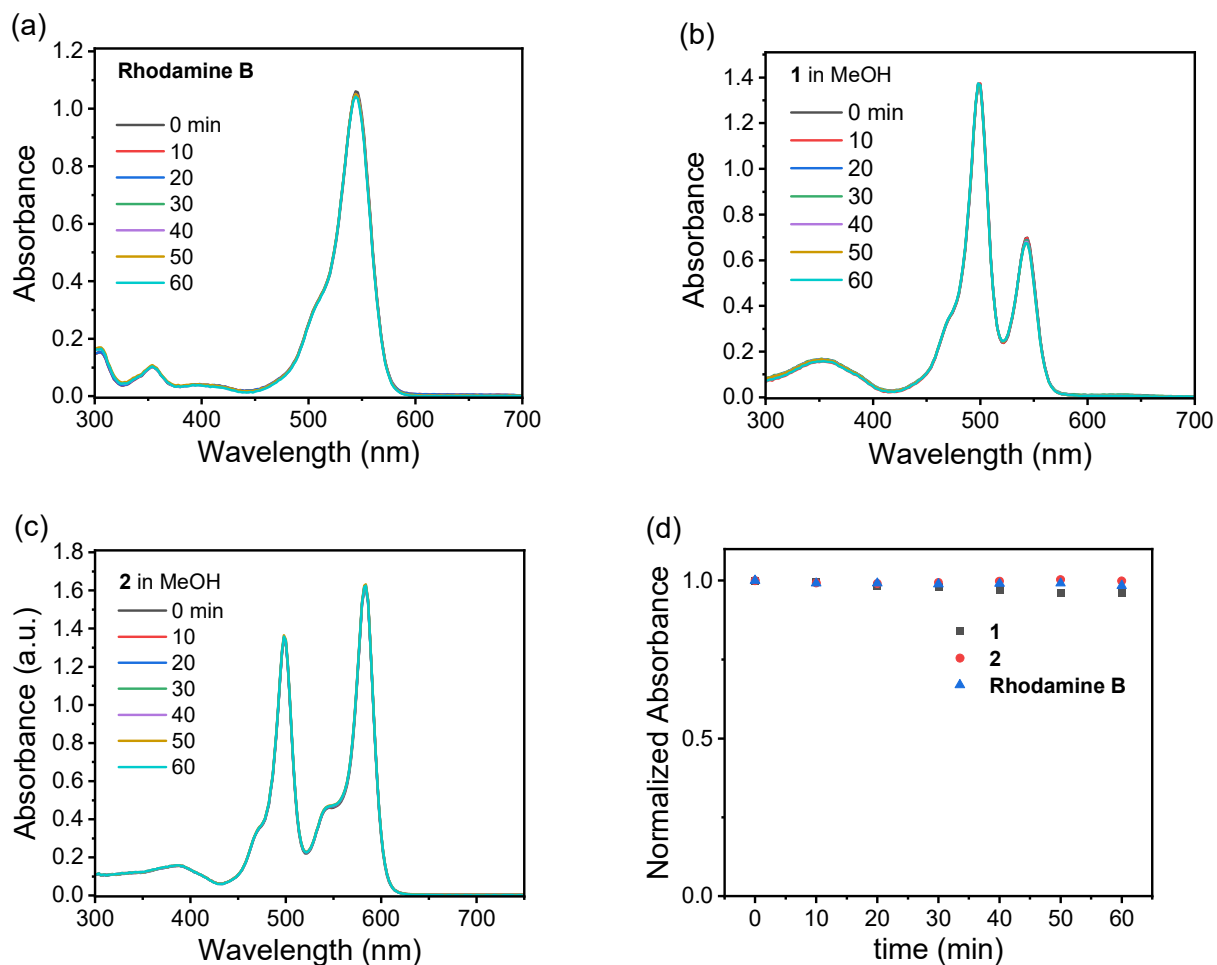 (a)
Rhodamine B
0 min
10
20
30
40
50
60
Absorbance
1.2
1.0
0.8
0.6
0.4
0.2
0.0
300 400 500 600 700
Wavelength (nm)
(b)
1 in MeOH
0 min
10
20
30
40
50
60
Absorbance
1.4
1.2
1.0
0.8
0.6
0.4
0.2
0.0
300 400 500 600 700
Wavelength (nm)
(c)
2 in MeOH
0 min
10
20
30
40
50
60
Absorbance (a.u.)
1.8
1.6
1.4
1.2
1.0
0.8
0.6
0.4
0.2
0.0
300 400 500 600 700
Wavelength (nm)
(d)
1
2
Rhodamine B
Normalized Absorbance
1.0
0.5
0.0
0 10 20 30 40 50 60
time (min)